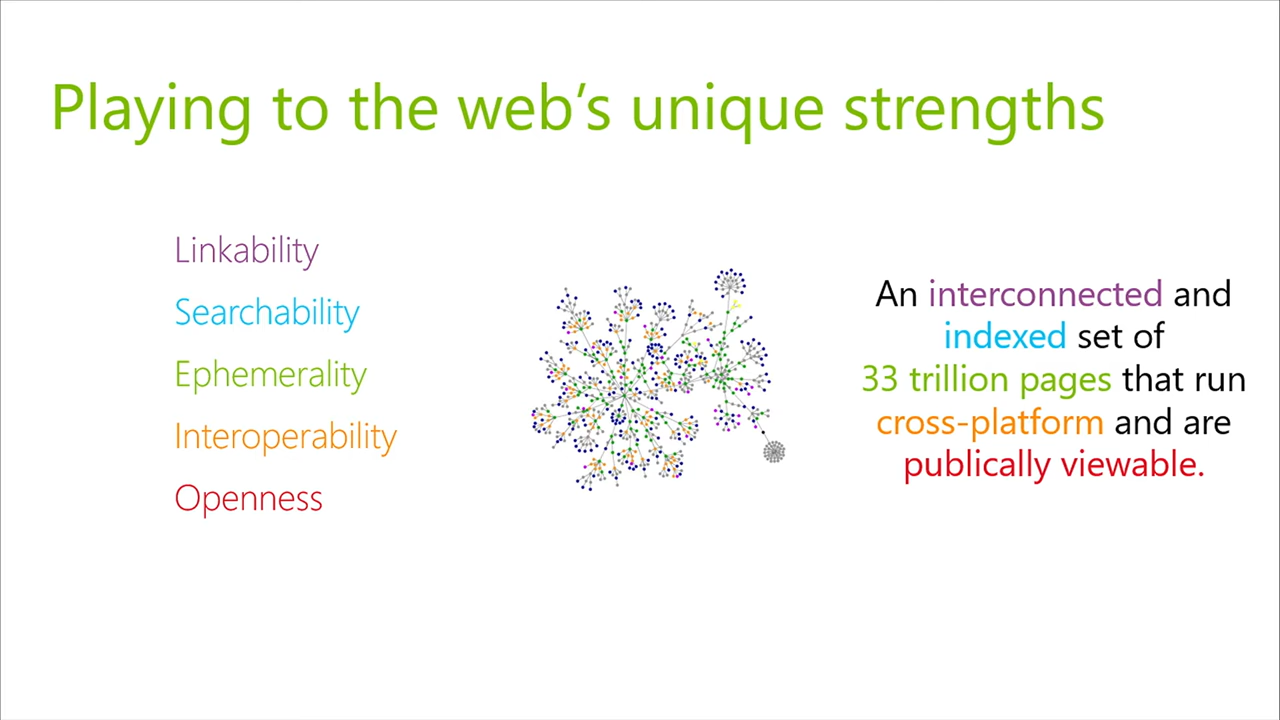 Playing to the web's unique strengths
Linkability
Searchability
Ephemerality
Interoperability
Openness
An interconnected and
indexed set of
33 trillion pages that run
cross-platform and are
publically viewable.